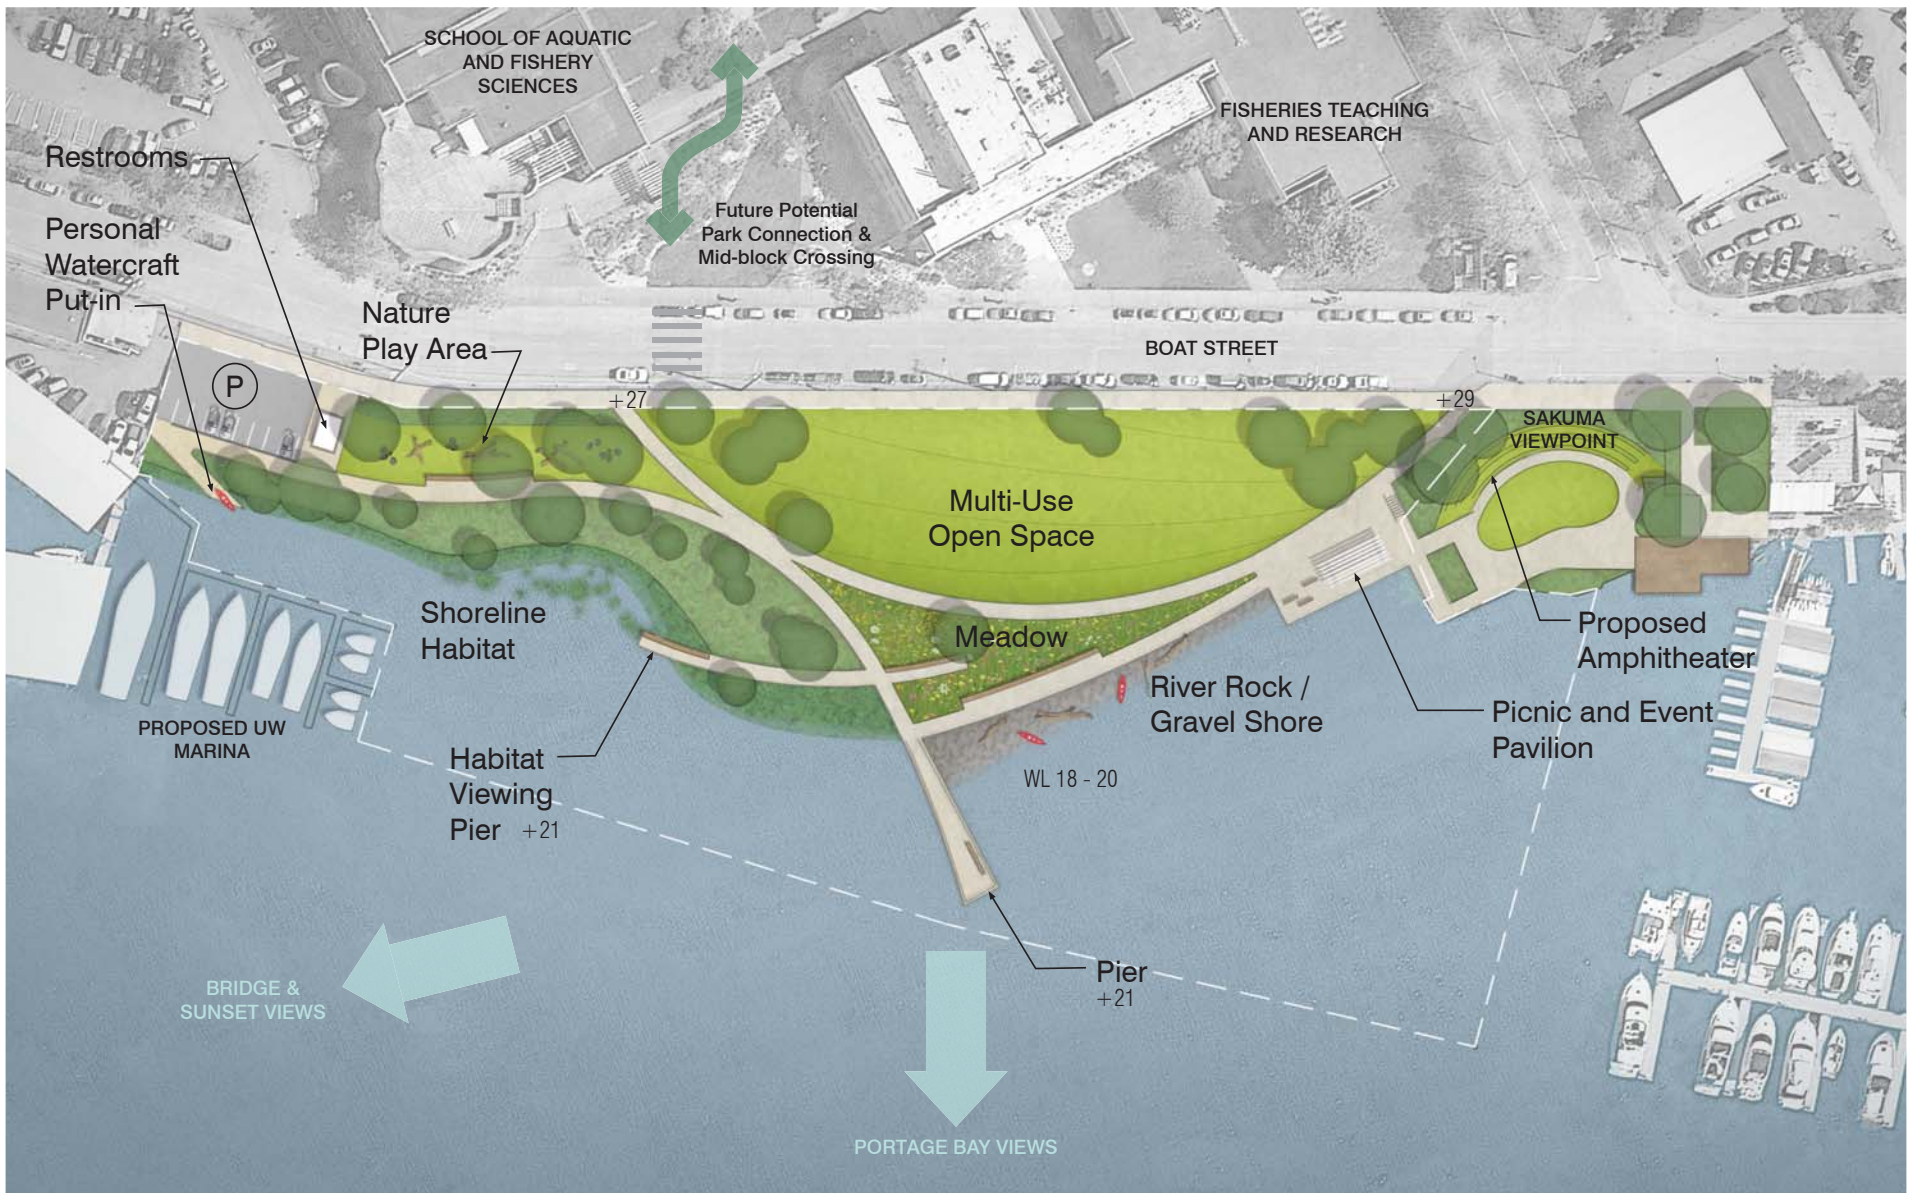 SCHOOL OF AQUATIC
AND FISHERY
SCIENCES
FISHERIES TEACHING
AND RESEARCH
Restrooms
Personal
Watercraft
Put-in
Future Potential
Park Connection &
Mid-block Crossing
Nature
Play Area
BOAT STREET
P
+27
+29
SAKUMA
VIEWPOINT
Multi-Use
Open Space
Shoreline
Habitat
Meadow
Proposed
Amphitheater
River Rock /
Gravel Shore
Picnic and Event
Pavilion
PROPOSED UW
MARINA
Habitat
Viewing
Pier +21
WL 18 - 20
Pier
+21
BRIDGE &
SUNSET VIEWS
PORTAGE BAY VIEWS